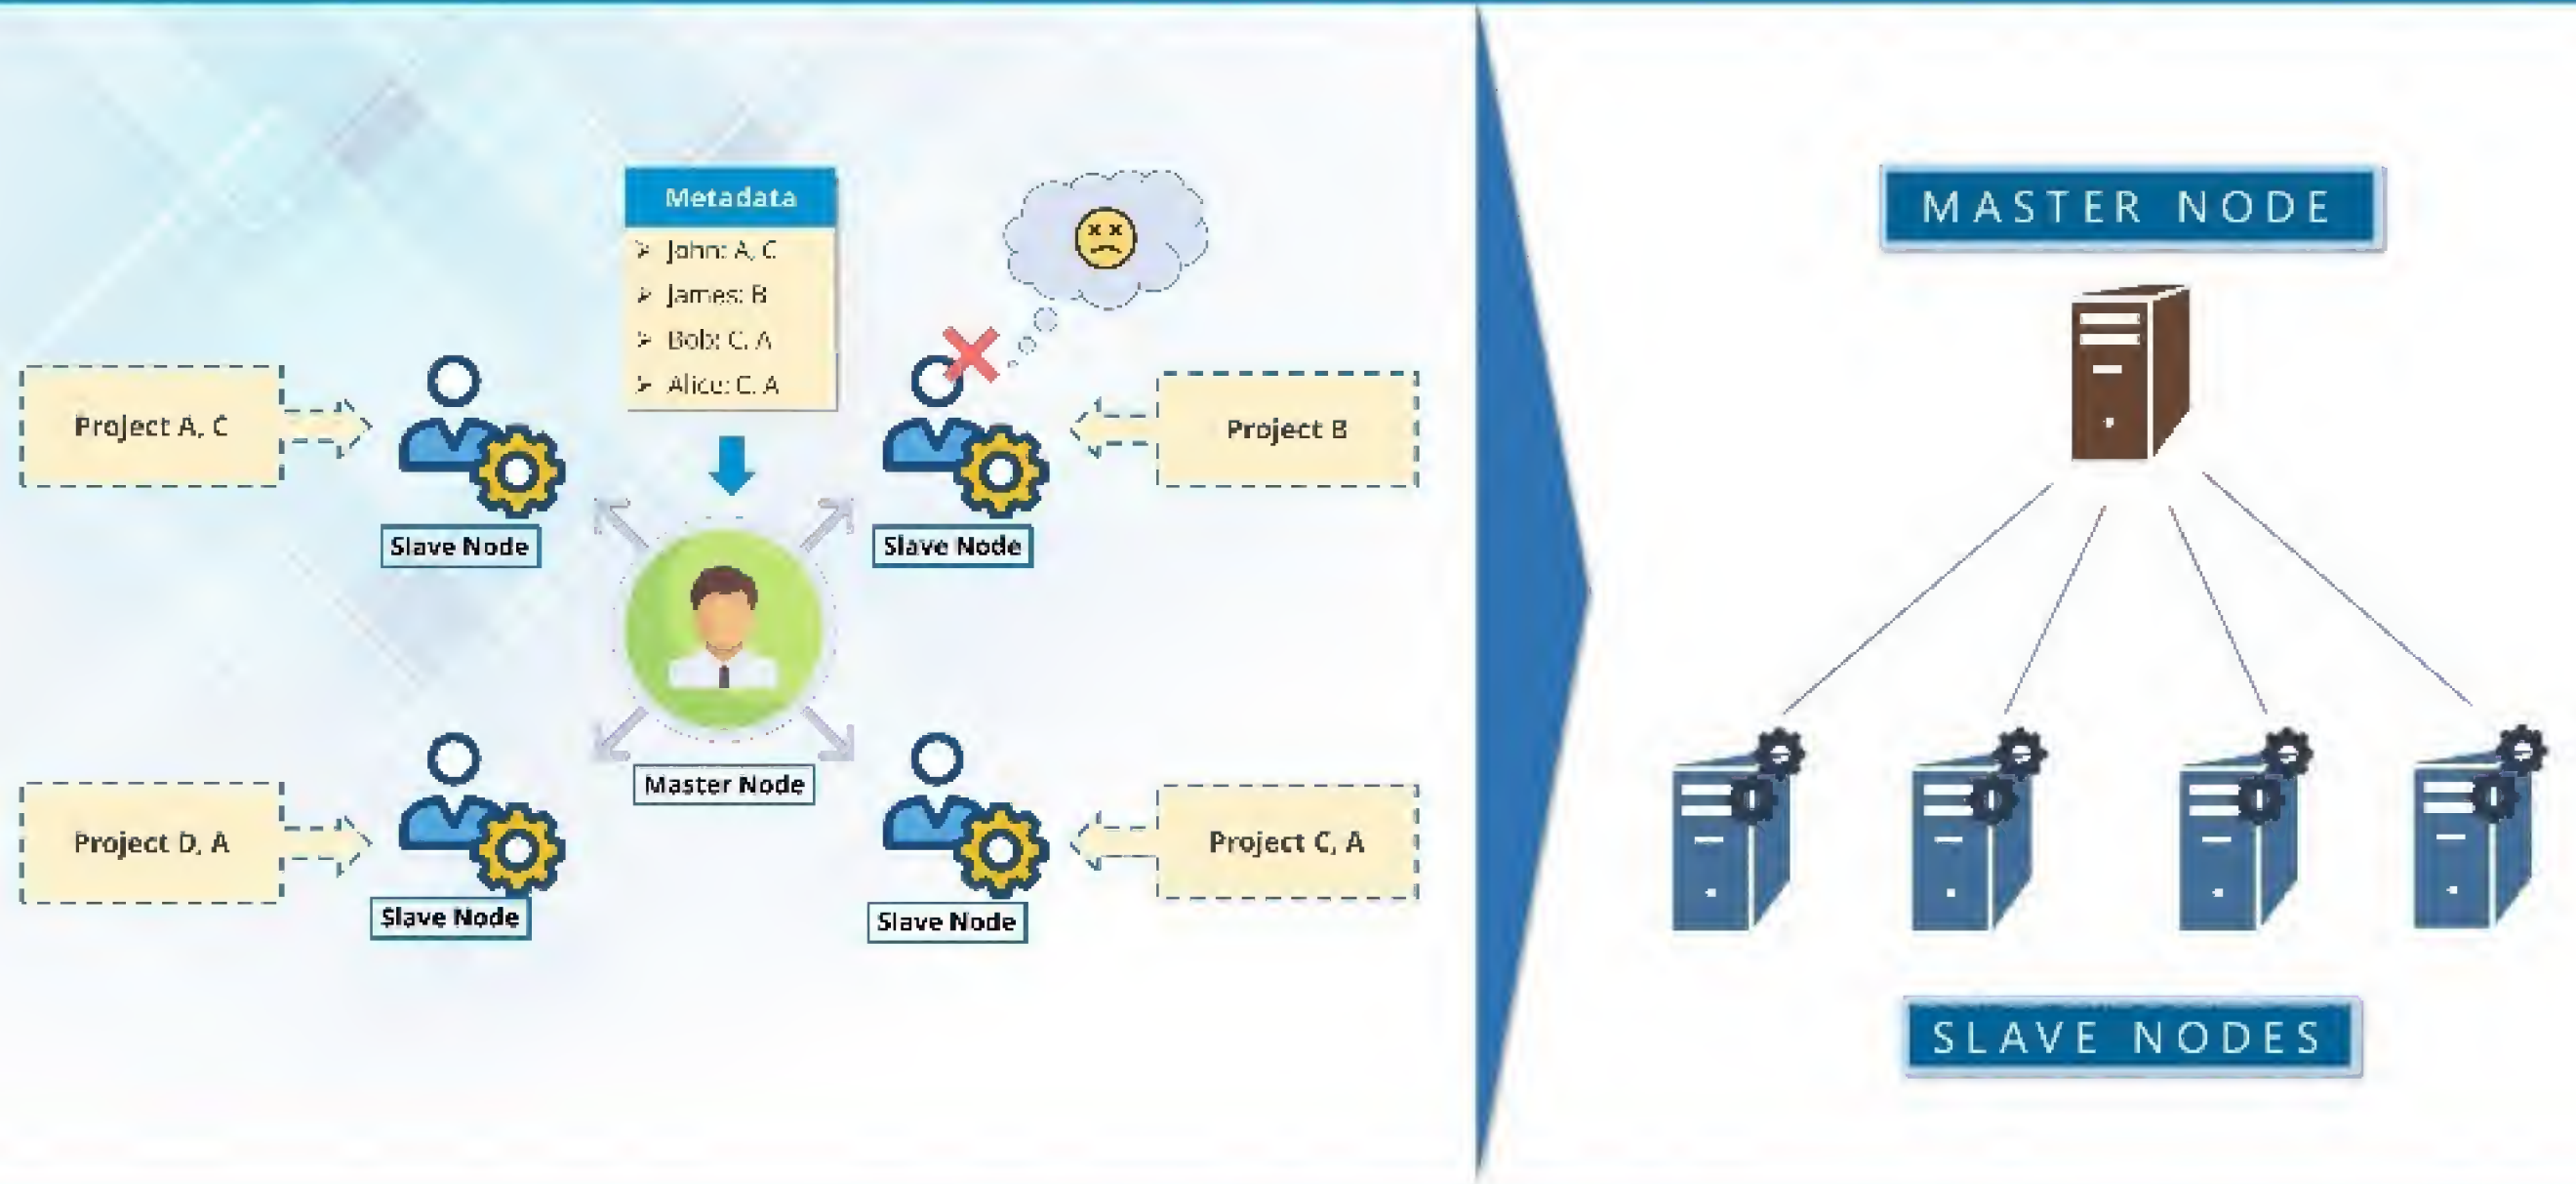 Metadata
John: A, C
James: B
Bob: C, A
Alice: C, A
Project A, C
Project B
Slave Node
Slave Node
Master Node
Project D, A
Project C, A
Slave Node
Slave Node
MASTER NODE
SLAVE NODES